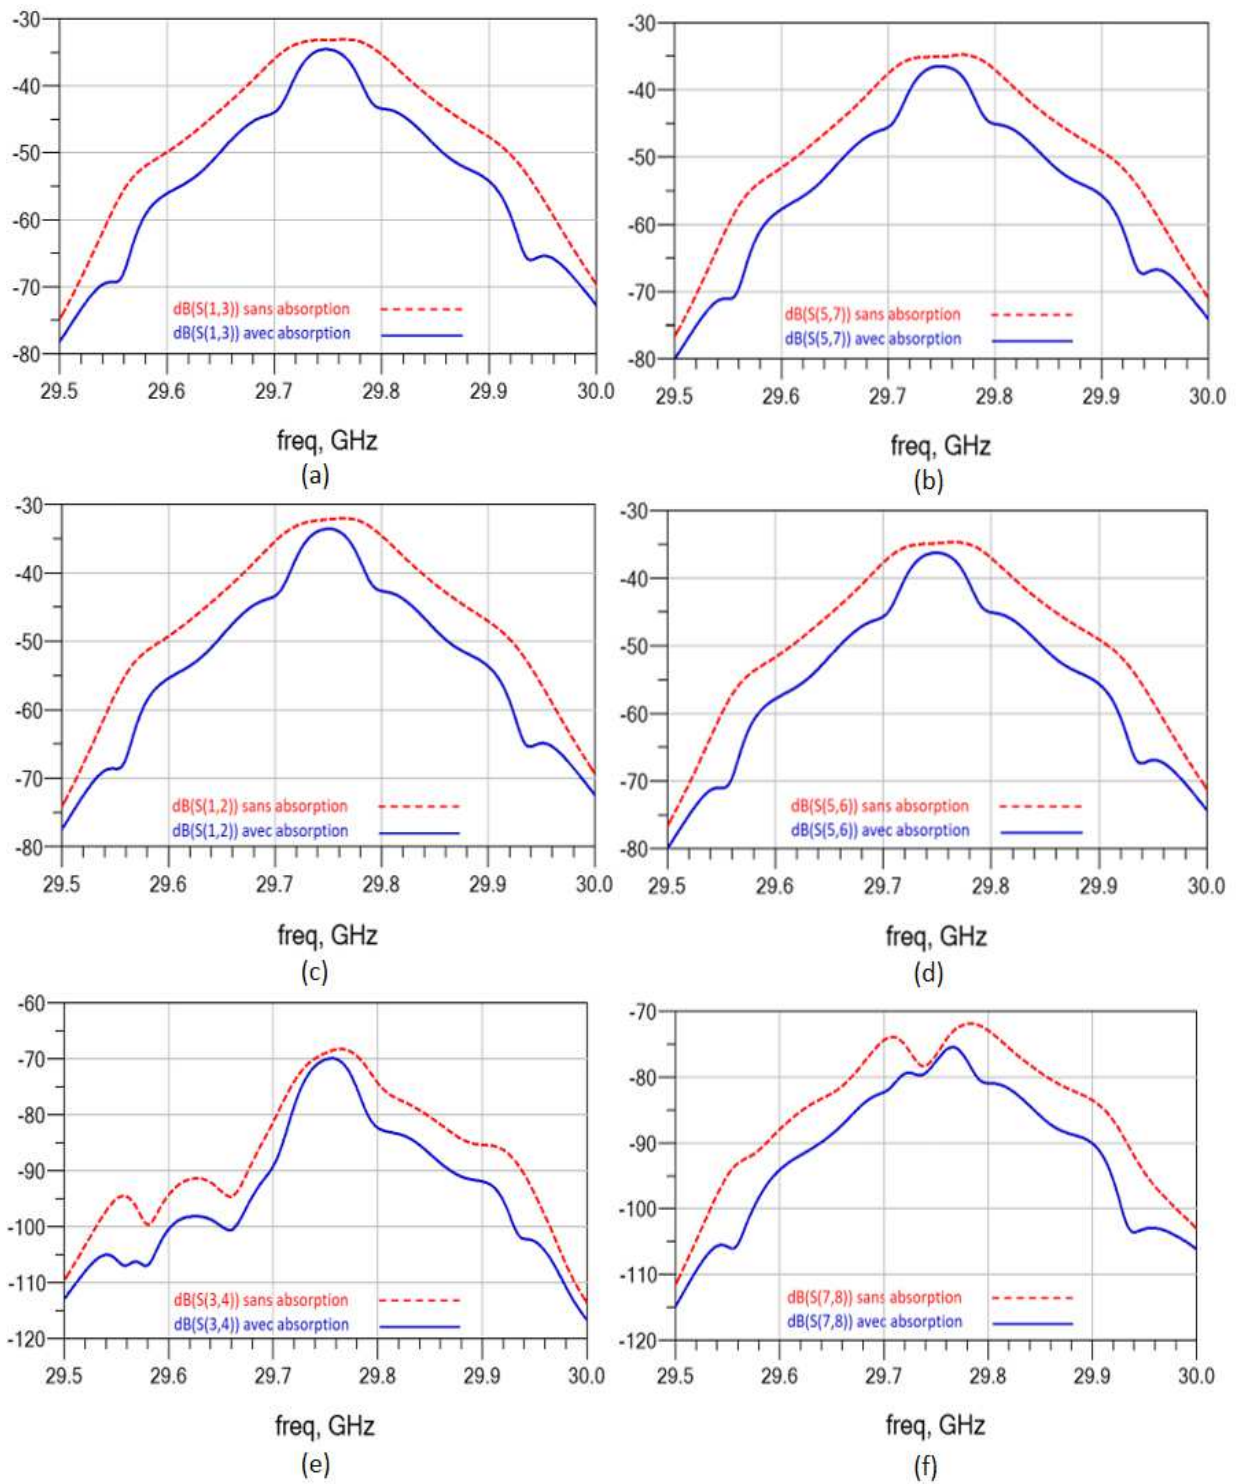 -30
-40
-50
-60
-70
-80
dB(S(1,3)) sans absorption
dB(S(1,3)) avec absorption
29.5 29.6 29.7 29.8 29.9 30.0
freq, GHz
(a)
-30
-40
-50
-60
-70
-80
dB(S(5,7)) sans absorption
dB(S(5,7)) avec absorption
29.5 29.6 29.7 29.8 29.9 30.0
freq, GHz
(b)
-30
-40
-50
-60
-70
-80
dB(S(1,2)) sans absorption
dB(S(1,2)) avec absorption
29.5 29.6 29.7 29.8 29.9 30.0
freq, GHz
(c)
-30
-40
-50
-60
-70
-80
dB(S(5,6)) sans absorption
dB(S(5,6)) avec absorption
29.5 29.6 29.7 29.8 29.9 30.0
freq, GHz
(d)
-60
-70
-80
-90
-100
-110
-120
dB(S(3,4)) sans absorption
dB(S(3,4)) avec absorption
29.5 29.6 29.7 29.8 29.9 30.0
freq, GHz
(e)
-70
-80
-90
-100
-110
-120
dB(S(7,8)) sans absorption
dB(S(7,8)) avec absorption
29.5 29.6 29.7 29.8 29.9 30.0
freq, GHz
(f)